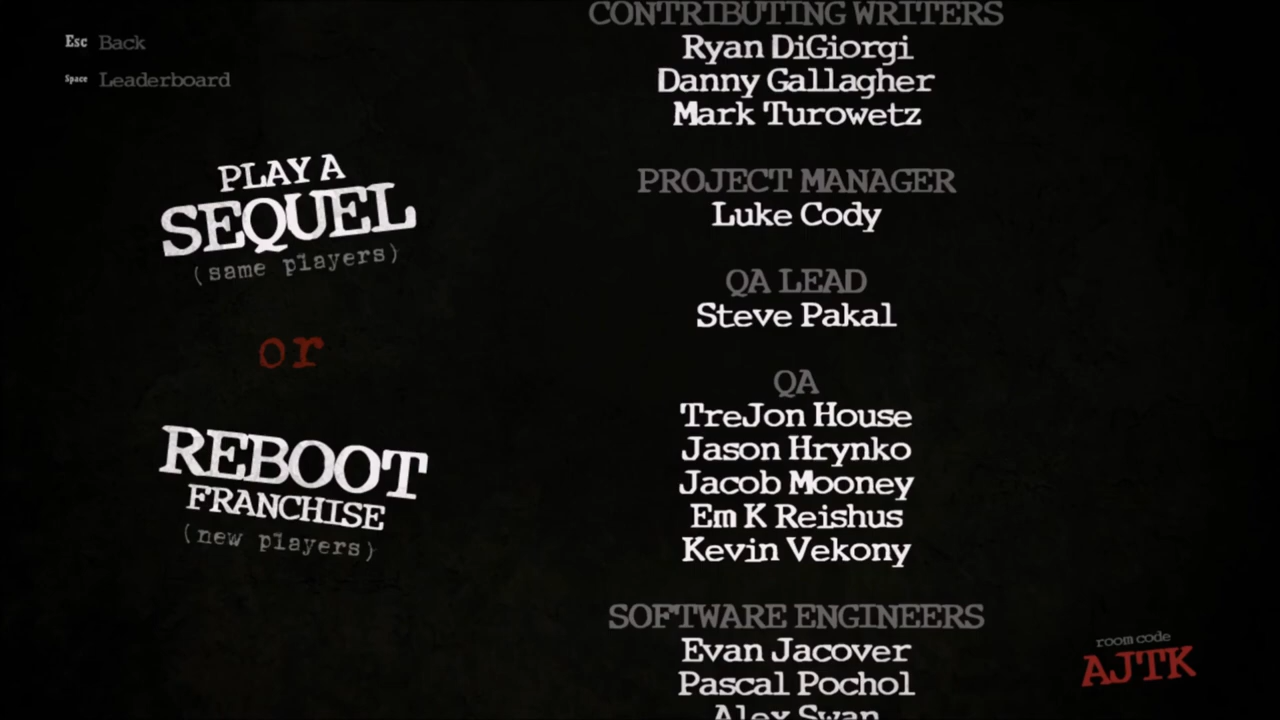 Esc Back
Space Leaderboard
PLAY A
SEQUEL
(same players)
or
REBOOT
FRANCHISE
(new players)
CONTRIBUTING WRITERS
Ryan DiGiorgi
Danny Gallagher
Mark Turowetz
PROJECT MANAGER
Luke Cody
QA LEAD
Steve Pakal
QA
TreJon House
Jason Hrynko
Jacob Mooney
Em K Reishus
Kevin Vekony
SOFTWARE ENGINEERS
Evan Jacover
Pascal Pochol
Alex Swan
room code
AJTK